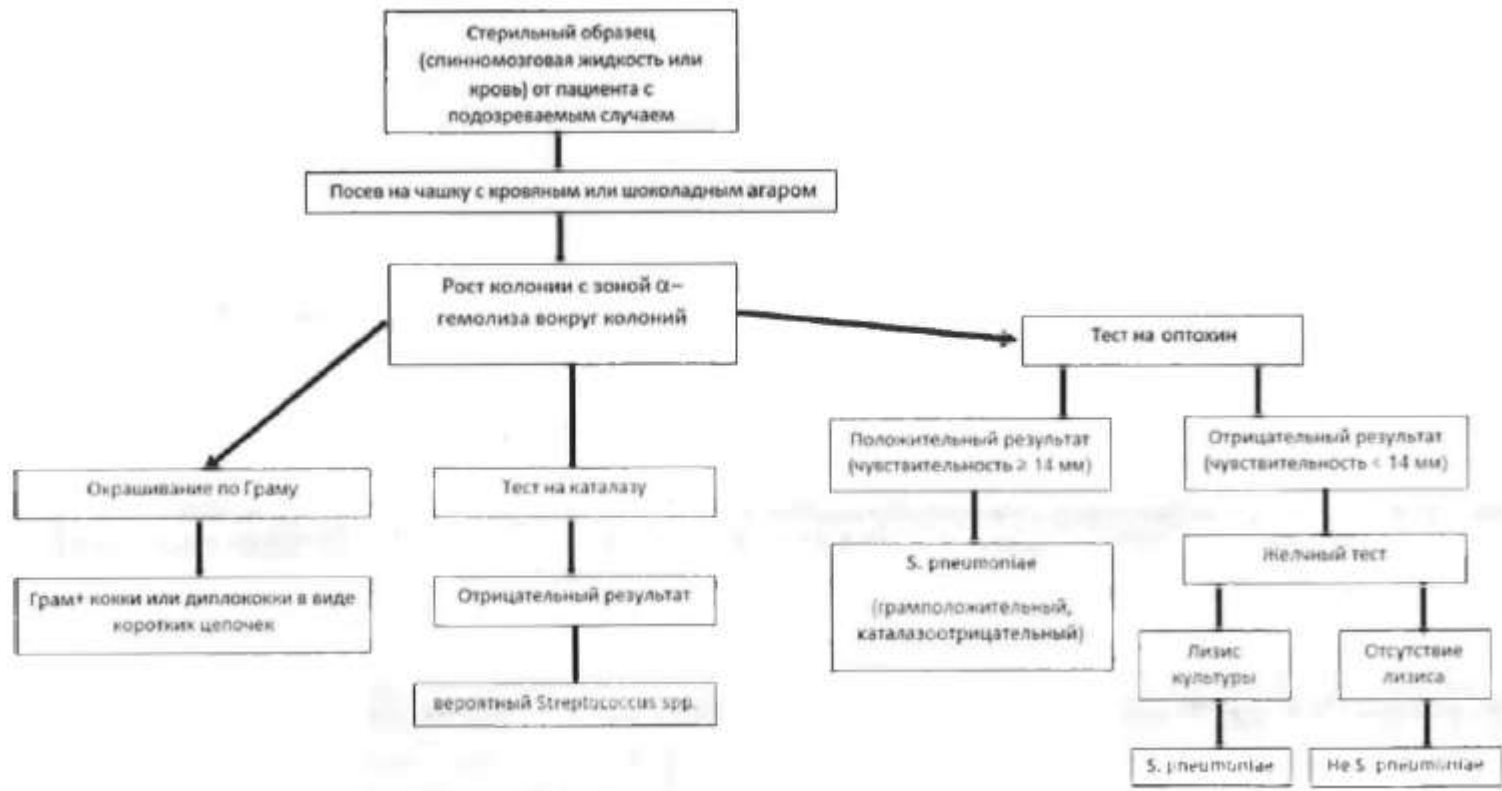 Стерильный образец
(спинномозговая жидкость или
кровь) от пациента с
подозреваемым случаем
Посев на чашку с кровяным или шоколадным агаром
Рост колонии с зоной α–
гемолиза вокруг колоний
Тест на оптохин
Положительный результат
(чувствительность ≥ 14 мм)
Отрицательный результат
(чувствительность < 14 мм)
Окрашивание по Граму
Тест на каталазу
Желчный тест
Грам+ кокки или диплококки в виде
коротких цепочек
Отрицательный результат
S. pneumoniae
(грамположительный,
каталазоотрицательный)
Лизис
культуры
Отсутствие
лизиса
вероятный Streptococcus spp.
S. pneumoniae
Не S. pneumoniae